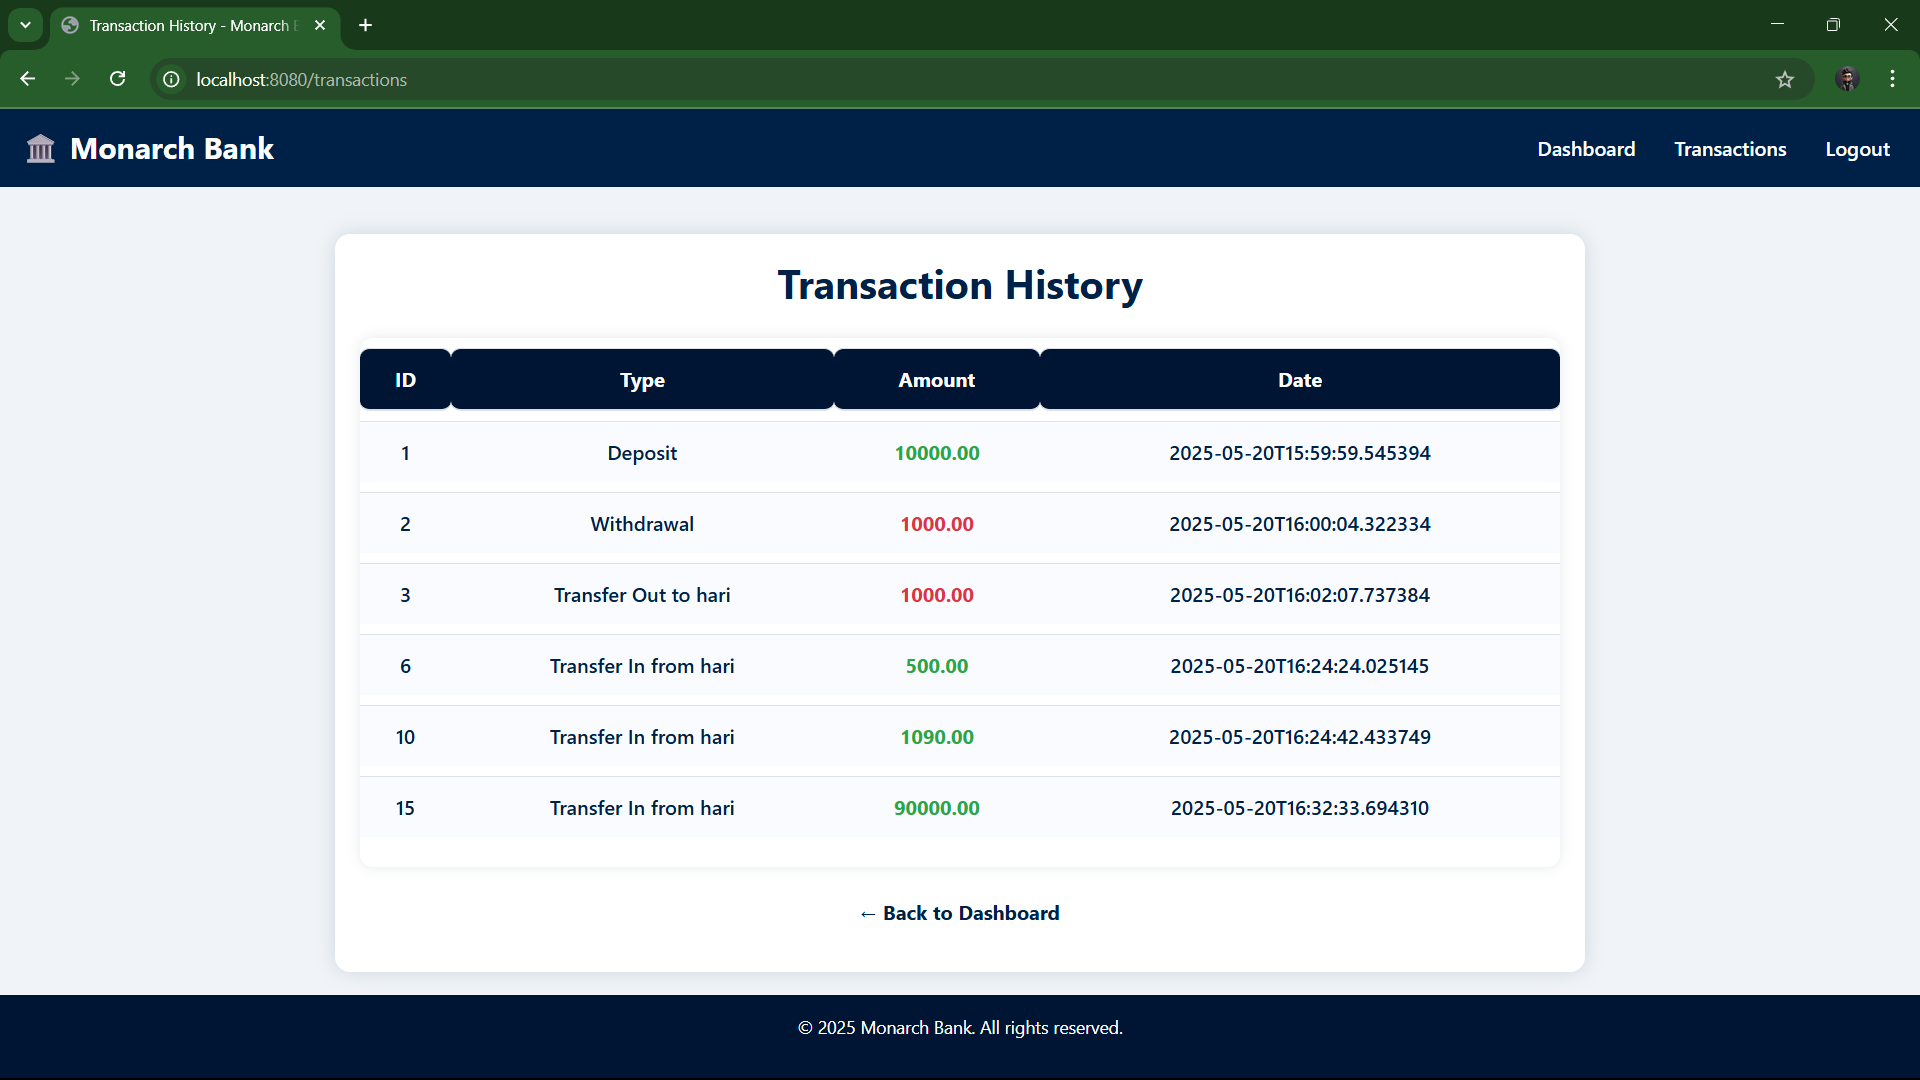 Transaction History - Monarch
localhost:8080/transactions
Monarch Bank
Dashboard Transactions Logout
Transaction History
ID Type Amount Date
1 Deposit 10000.00 2025-05-20T15:59:59.545394
2 Withdrawal 1000.00 2025-05-20T16:00:04.322334
3 Transfer Out to hari 1000.00 2025-05-20T16:02:07.737384
6 Transfer In from hari 500.00 2025-05-20T16:24:24.025145
10 Transfer In from hari 1090.00 2025-05-20T16:24:42.433749
15 Transfer In from hari 90000.00 2025-05-20T16:32:33.694310
← Back to Dashboard
© 2025 Monarch Bank. All rights reserved.